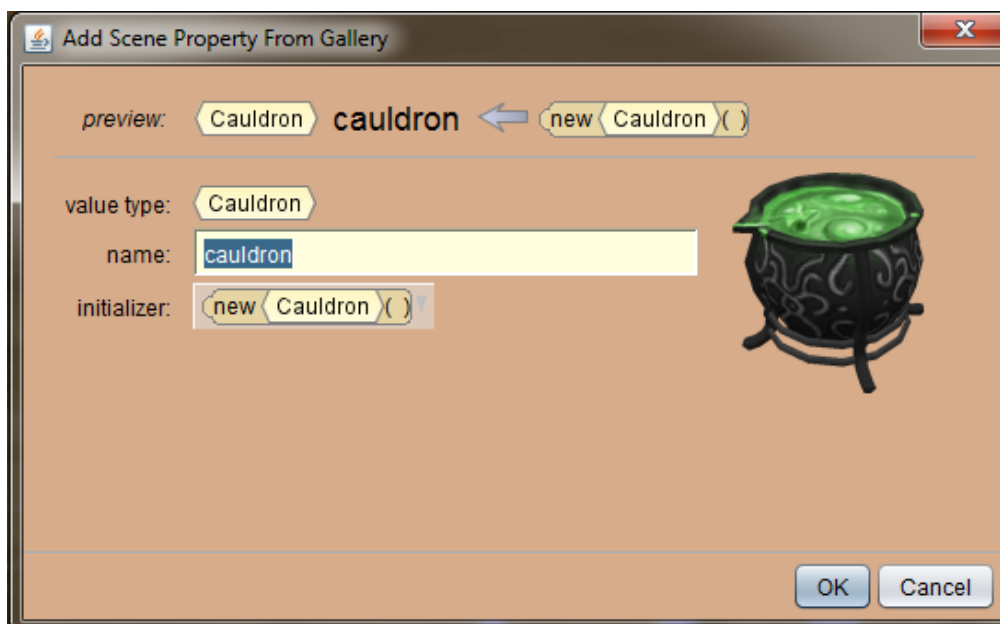 Add Scene Property From Gallery
preview: Cauldron cauldron new Cauldron ( )
value type: Cauldron
name: cauldron
initializer: new Cauldron ( )
OK Cancel